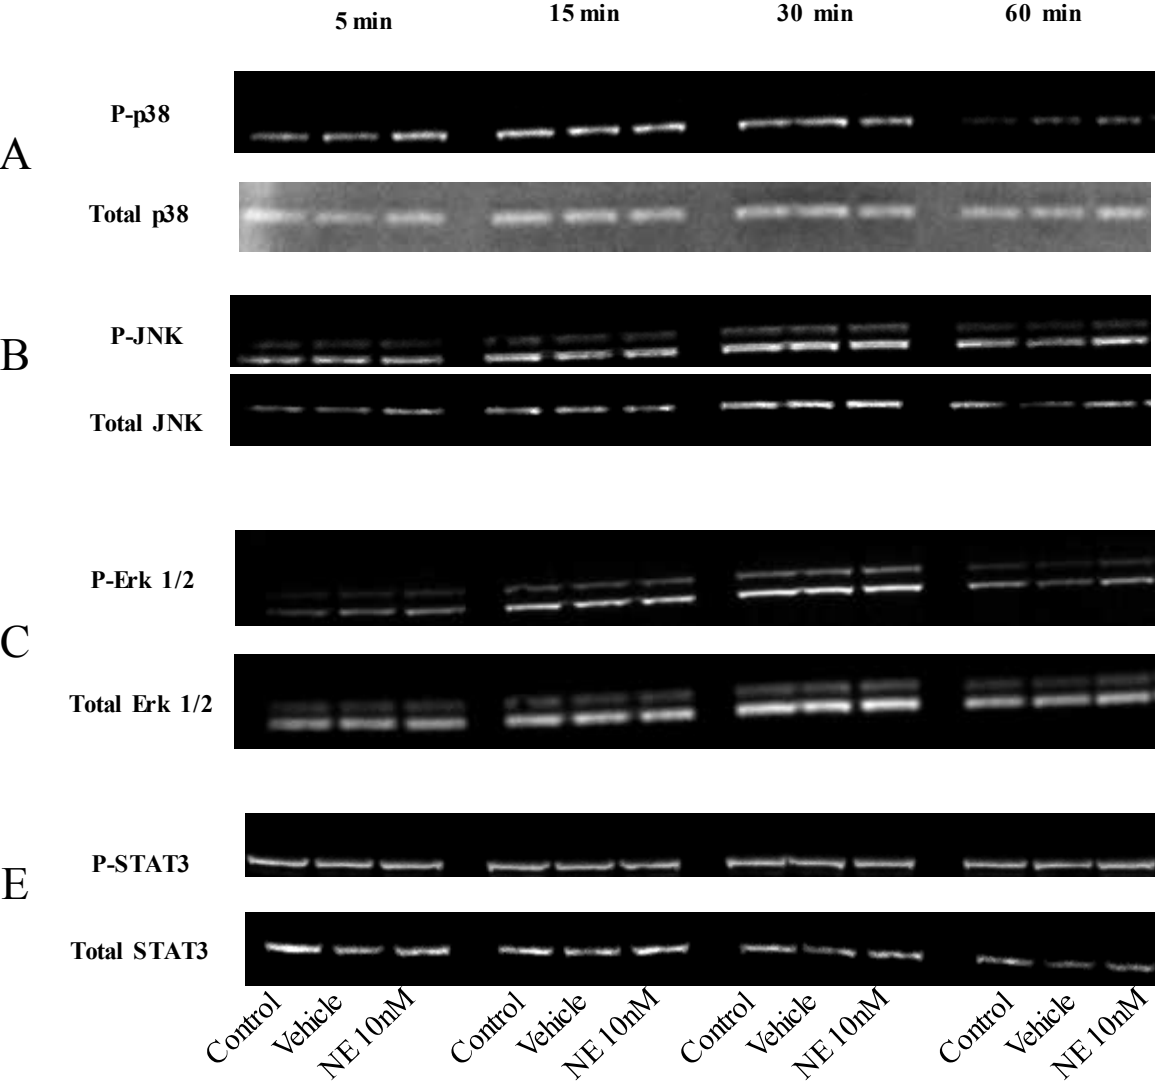 5 min 15 min 30 min 60 min
P-p38
A
Total p38
P-JNK
B
Total JNK
P-Erk 1/2
C
Total Erk 1/2
P-STAT3
E
Total STAT3
Control Vehicle NE 10nM Control Vehicle NE 10nM Control Vehicle NE 10nM Control Vehicle NE 10nM